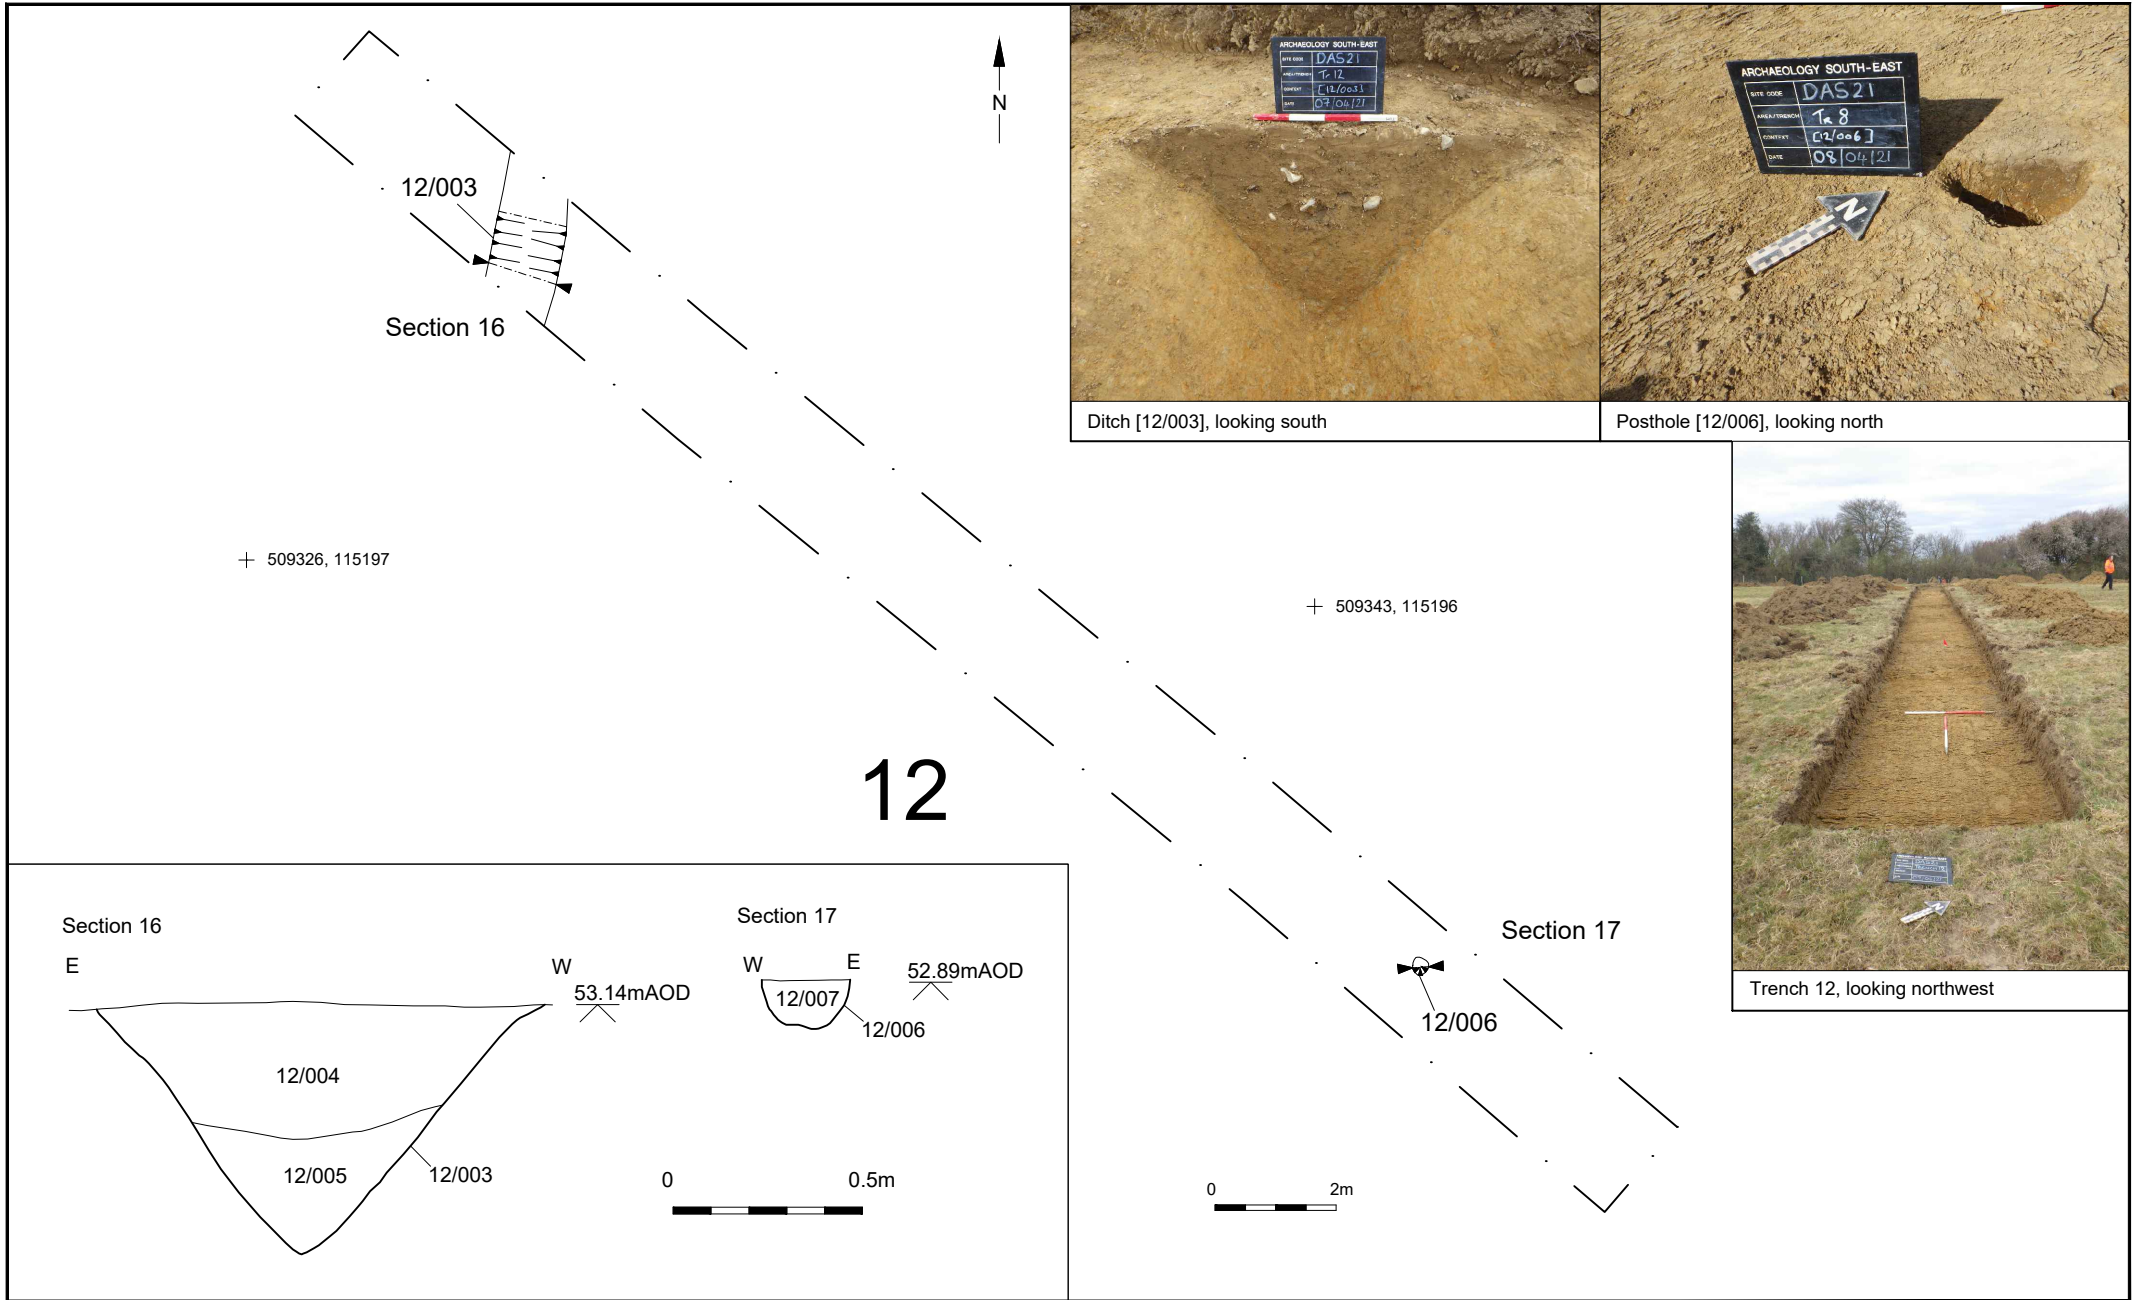 N
12/003
Section 16
509326, 115197
509343, 115196
12
Section 17
12/006
0 2m
Section 16
E W
53.14mAOD
12/004
12/005
12/003
Section 17
W E
52.89mAOD
12/007
12/006
0 0.5m
ARCHAEOLOGY SOUTH-EAST
SITE CODE DAS21
AREA/TRENCH Tr 12
CONTEXT [12/003]
DATE 07/04/21
Ditch [12/003], looking south
ARCHAEOLOGY SOUTH-EAST
SITE CODE DAS21
AREA/TRENCH Tr 8
CONTEXT [12/006]
DATE 08/04/21
N
Posthole [12/006], looking north
N
Trench 12, looking northwest